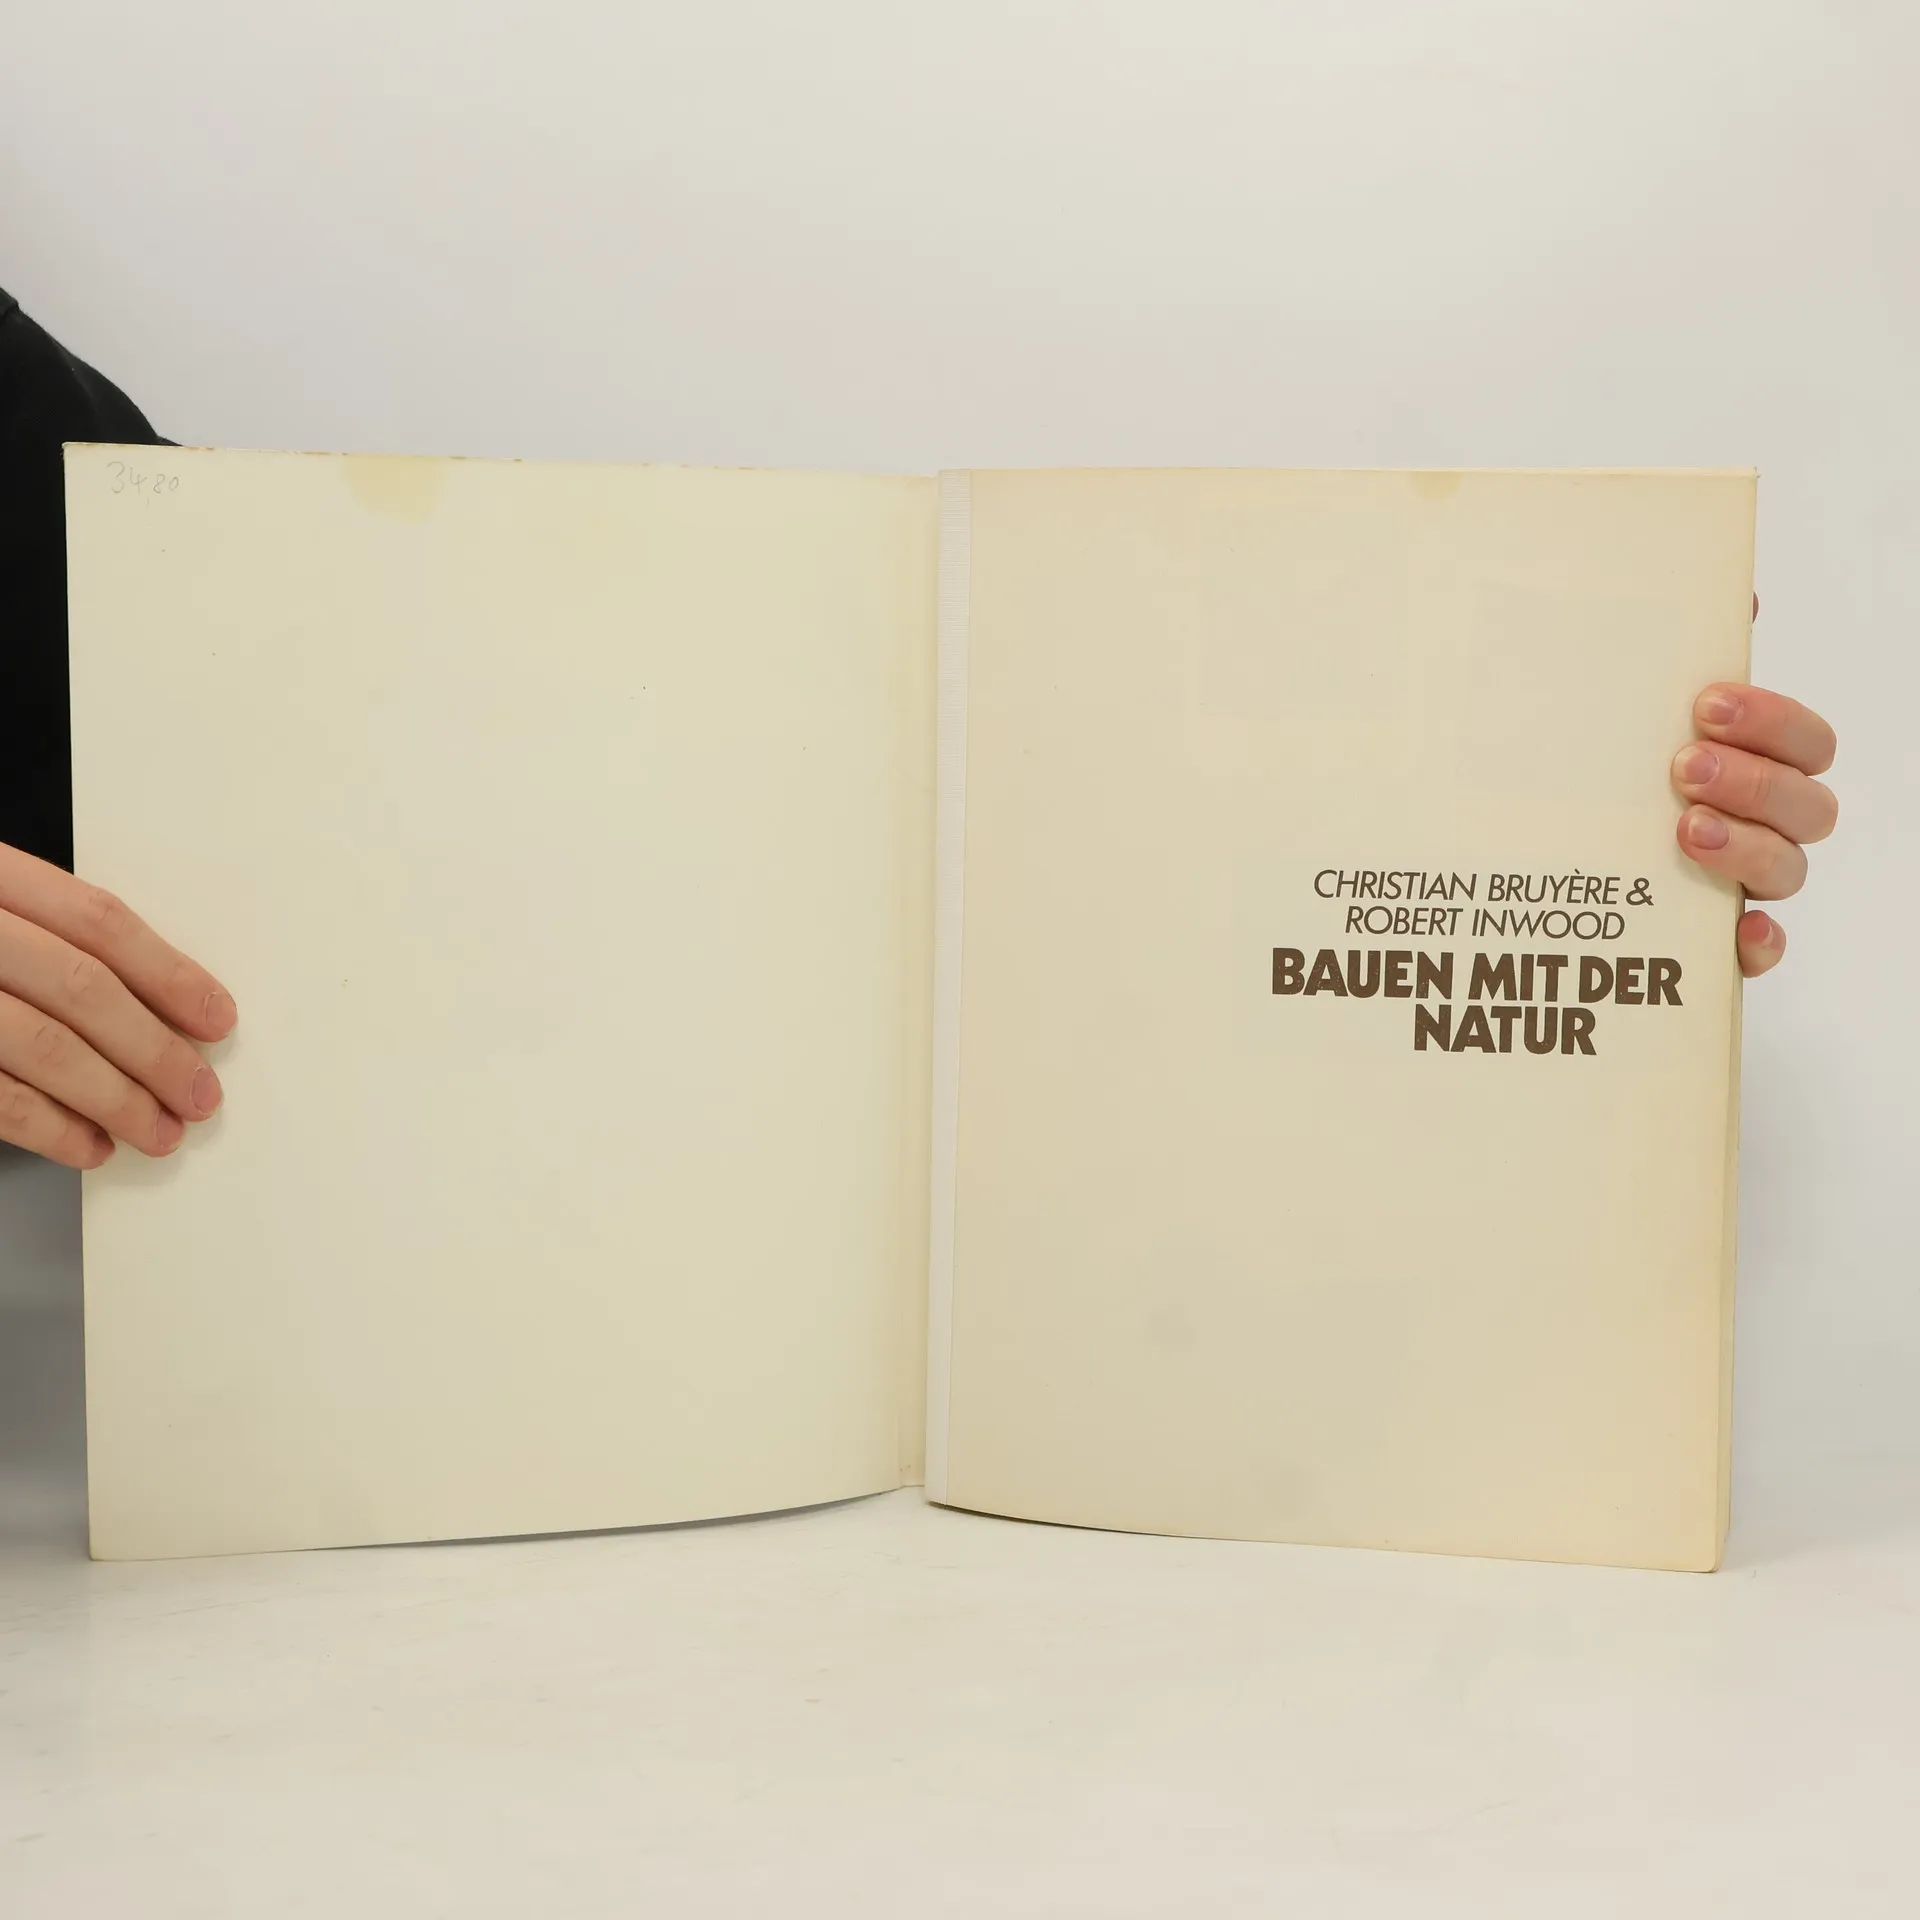 34,80
CHRISTIAN BRUYÈRE &
ROBERT INWOOD
BAUEN MIT DER
NATUR